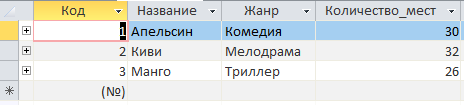 Код Название Жанр Количество_мест
1 Апельсин Комедия 30
2 Киви Мелодрама 32
3 Манго Триллер 26
(№)